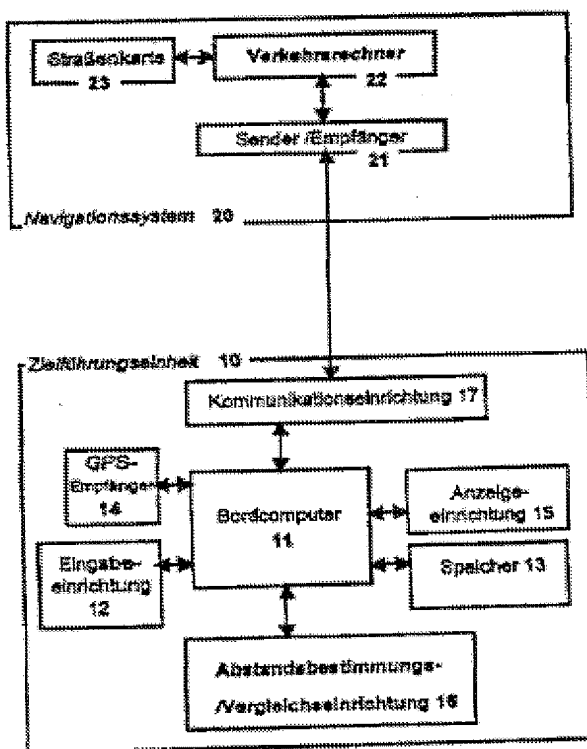 Straßenkarte
23
Verkehrsrechner
22
Sender /Empfänger
21
Navigationssystem 20
Zielführungseinheit 10
Kommunikationseinrichtung 17
GPS-
Empfänger
14
Bordcomputer
11
Anzeige-
einrichtung 15
Eingabe-
einrichtung
12
Speicher 13
Abstandsbestimmungs-
/Vergleichseinrichtung 16